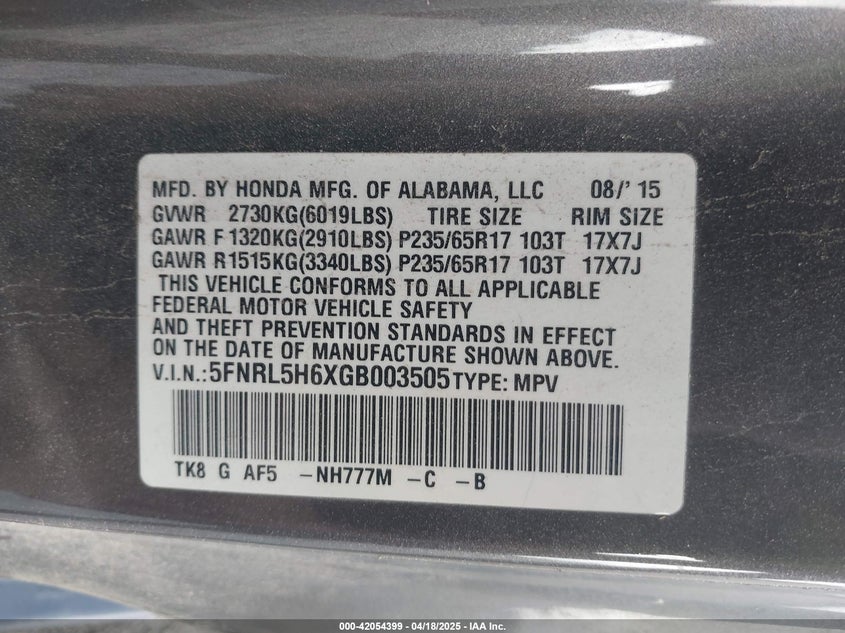 MFD. BY HONDA MFG. OF ALABAMA, LLC 08/' 15
GVWR 2730KG(6019LBS) TIRE SIZE RIM SIZE
GAWR F1320KG(2910LBS) P235/65R17 103T 17X7J
GAWR R1515KG(3340LBS) P235/65R17 103T 17X7J
THIS VEHICLE CONFORMS TO ALL APPLICABLE
FEDERAL MOTOR VEHICLE SAFETY
AND THEFT PREVENTION STANDARDS IN EFFECT
ON THE DATE OF MANUFACTURE SHOWN ABOVE.
V.I.N.:5FNRL5H6XGB003505 TYPE: MPV
TK8 G AF5 -NH777M -C -B
000-42054399 | 04/18/2025 | IAA Inc.